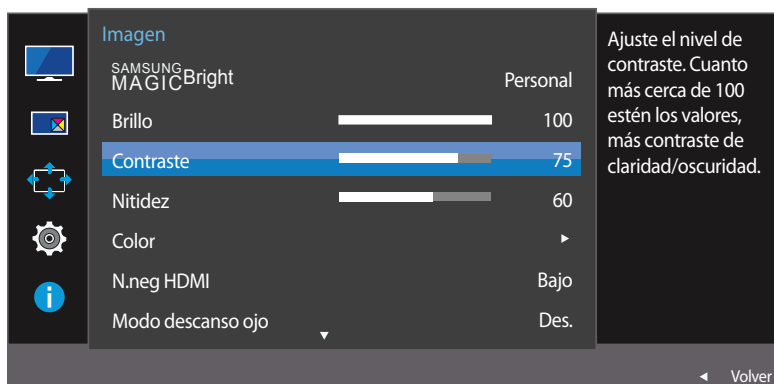 Imagen
SAMSUNG
MAGICBright Personal
Brillo 100
Contraste 75
Nitidez 60
Color
N.neg HDMI Bajo
Modo descanso ojo Des.
Ajuste el nivel de
contraste. Cuanto
más cerca de 100
estén los valores,
más contraste de
claridad/oscuridad.
Volver